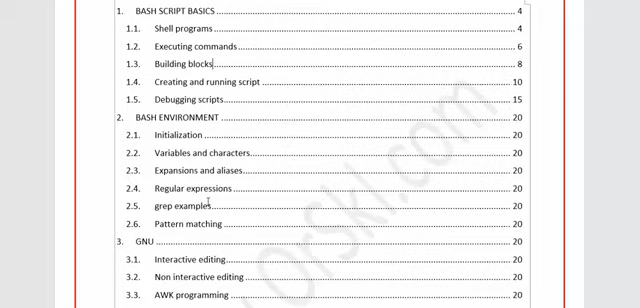 1. BASH SCRIPT BASICS 4
1.1. Shell programs 4
1.2. Executing commands 6
1.3. Building blocks 8
1.4. Creating and running script 10
1.5. Debugging scripts 15
2. BASH ENVIRONMENT 20
2.1. Initialization 20
2.2. Variables and characters 20
2.3. Expansions and aliases 20
2.4. Regular expressions 20
2.5. grep examples 20
2.6. Pattern matching 20
3. GNU 20
3.1. Interactive editing 20
3.2. Non interactive editing 20
3.3. AWK programming 20